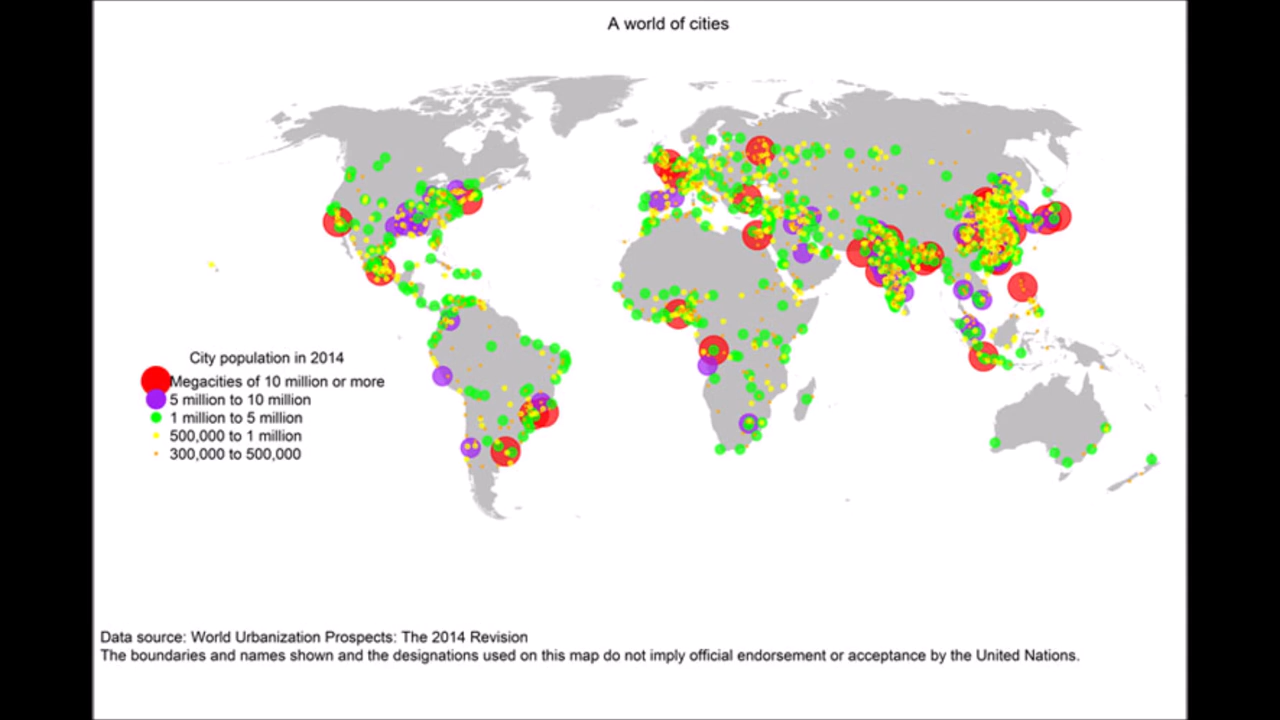 A world of cities
City population in 2014
Megacities of 10 million or more
5 million to 10 million
1 million to 5 million
500,000 to 1 million
300,000 to 500,000
Data source: World Urbanization Prospects: The 2014 Revision
The boundaries and names shown and the designations used on this map do not imply official endorsement or acceptance by the United Nations.